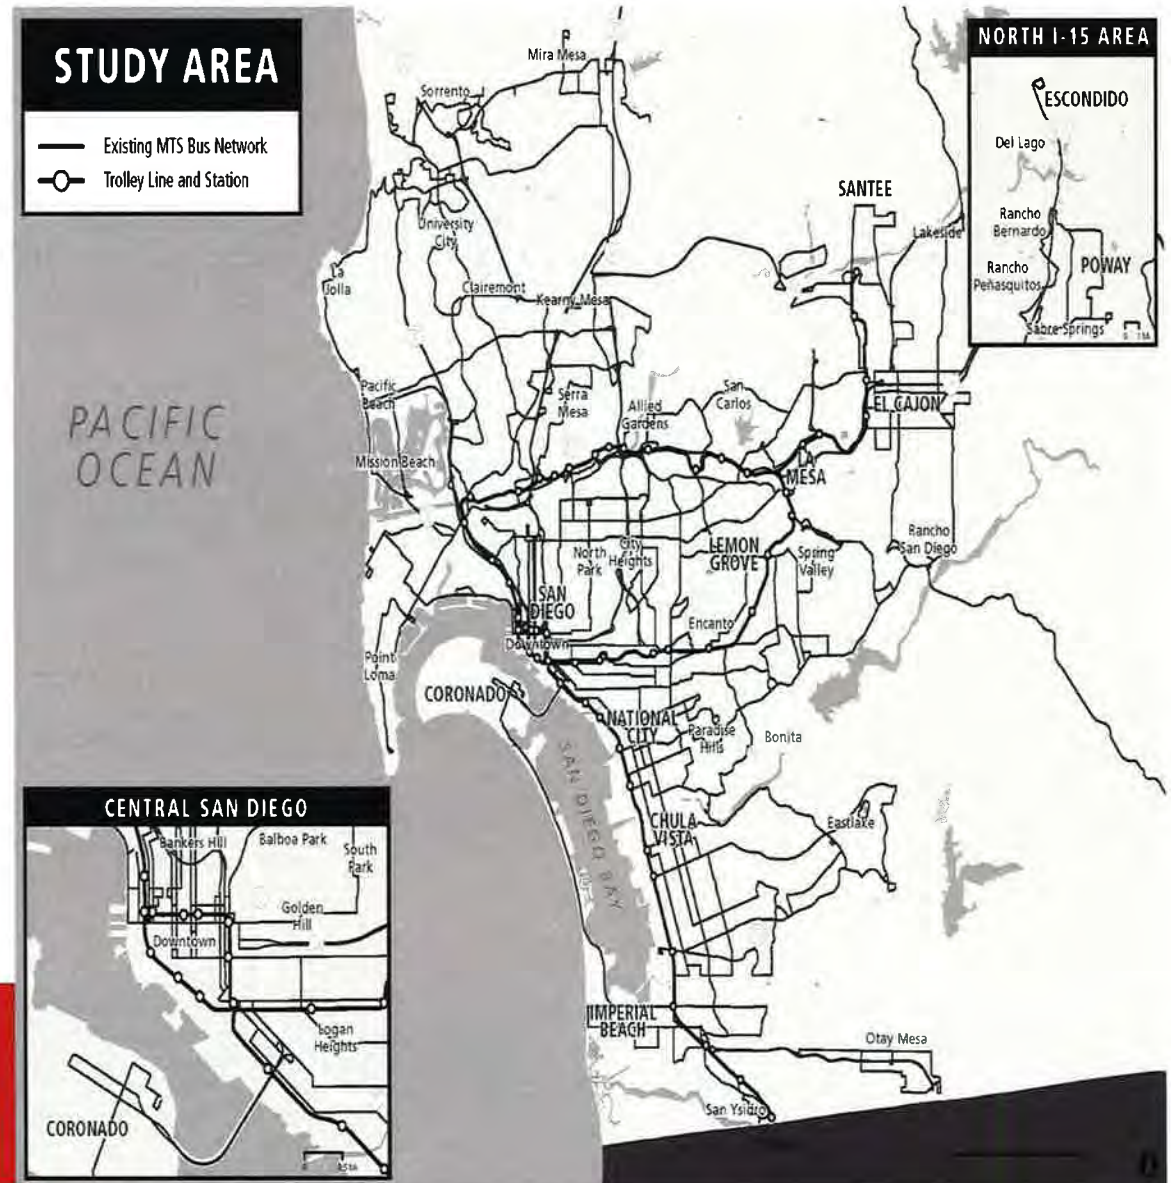 STUDY AREA
Existing MTS Bus Network
Trolley Line and Station
NORTH I-15 AREA
ESCONDIDO
Del Lago
Rancho
Bernardo
POWAY
Rancho
Peñasquitos
Sabre Springs
Mira Mesa
Sorrento
SANTEE
Lakeside
University
City
La
Jolla
Clairemont
Kearny Mesa
Pacific
Beach
Serra
Mesa
Allied
Gardens
San
Carlos
EL CAJON
PACIFIC
OCEAN
Mission Beach
LA
MESA
Rancho
San Diego
North
Park
City
Heights
LEMON
GROVE
Spring
Valley
SAN
DIEGO
Encanto
Downtown
Point
Loma
CORONADO
NATIONAL
CITY
Paradise
Hills
Bonita
SAN DIEGO BAY
CHULA
VISTA
Eastlake
IMPERIAL
BEACH
Otay Mesa
San Ysidro
CENTRAL SAN DIEGO
Bankers Hill
Balboa Park
South
Park
Golden
Hill
Downtown
Logan
Heights
CORONADO